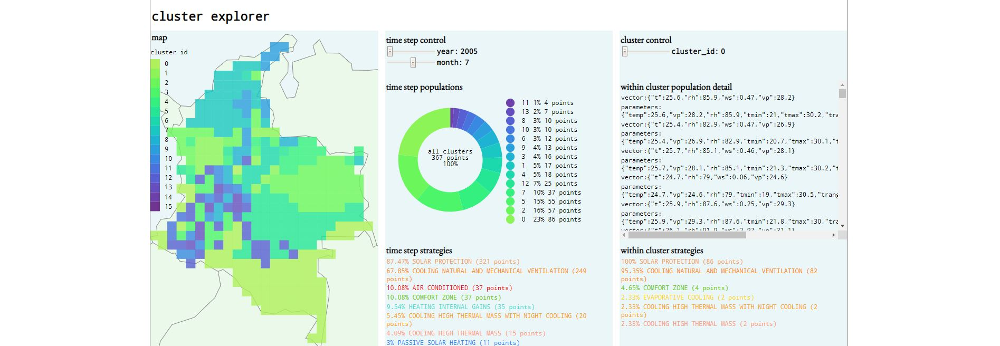 cluster explorer
map
cluster id
0
1
2
3
4
5
6
7
8
9
10
11
12
13
14
15
time step control
year: 2005
month: 7
time step populations
all clusters
367 points
100%
11 1% 4 points
13 2% 7 points
8 3% 10 points
10 3% 10 points
6 3% 12 points
9 4% 13 points
3 4% 16 points
1 5% 17 points
4 5% 18 points
12 7% 25 points
7 10% 37 points
5 15% 55 points
2 16% 57 points
0 23% 86 points
time step strategies
87.47% SOLAR PROTECTION (321 points)
67.85% COOLING NATURAL AND MECHANICAL VENTILATION (249
points)
10.08% AIR CONDITIONED (37 points)
10.08% COMFORT ZONE (37 points)
9.54% HEATING INTERNAL GAINS (35 points)
5.45% COOLING HIGH THERMAL MASS WITH NIGHT COOLING (20
points)
4.09% COOLING HIGH THERMAL MASS (15 points)
3% PASSIVE SOLAR HEATING (11 points)
cluster control
cluster_id: 0
within cluster population detail
vector:{"t":25.6,"rh":85.9,"ws":0.47,"vp":28.2}
parameters:
{"temp":25.6,"vp":28.2,"rh":85.9,"tmin":21,"tmax":30.2,"tra
vector:{"t":25.4,"rh":82.9,"ws":0.47,"vp":26.9}
parameters:
{"temp":25.4,"vp":26.9,"rh":82.9,"tmin":20.7,"tmax":30.1,"t
vector:{"t":25.7,"rh":85.1,"ws":0.46,"vp":28.1}
parameters:
{"temp":25.7,"vp":28.1,"rh":85.1,"tmin":21.3,"tmax":30.2,"t
vector:{"t":24.7,"rh":79,"ws":0.06,"vp":24.6}
parameters:
{"temp":24.7,"vp":24.6,"rh":79,"tmin":19,"tmax":30.5,"trang
vector:{"t":25.9,"rh":87.6,"ws":0.25,"vp":29.3}
parameters:
{"temp":25.9,"vp":29.3,"rh":87.6,"tmin":21.8,"tmax":30,"tra
vector:{"t":26.1,"rh":91.9,"ws":2.97,"vp":31.1}
within cluster strategies
100% SOLAR PROTECTION (86 points)
95.35% COOLING NATURAL AND MECHANICAL VENTILATION (82
points)
4.65% COMFORT ZONE (4 points)
2.33% EVAPORATIVE COOLING (2 points)
2.33% COOLING HIGH THERMAL MASS WITH NIGHT COOLING (2
points)
2.33% COOLING HIGH THERMAL MASS (2 points)